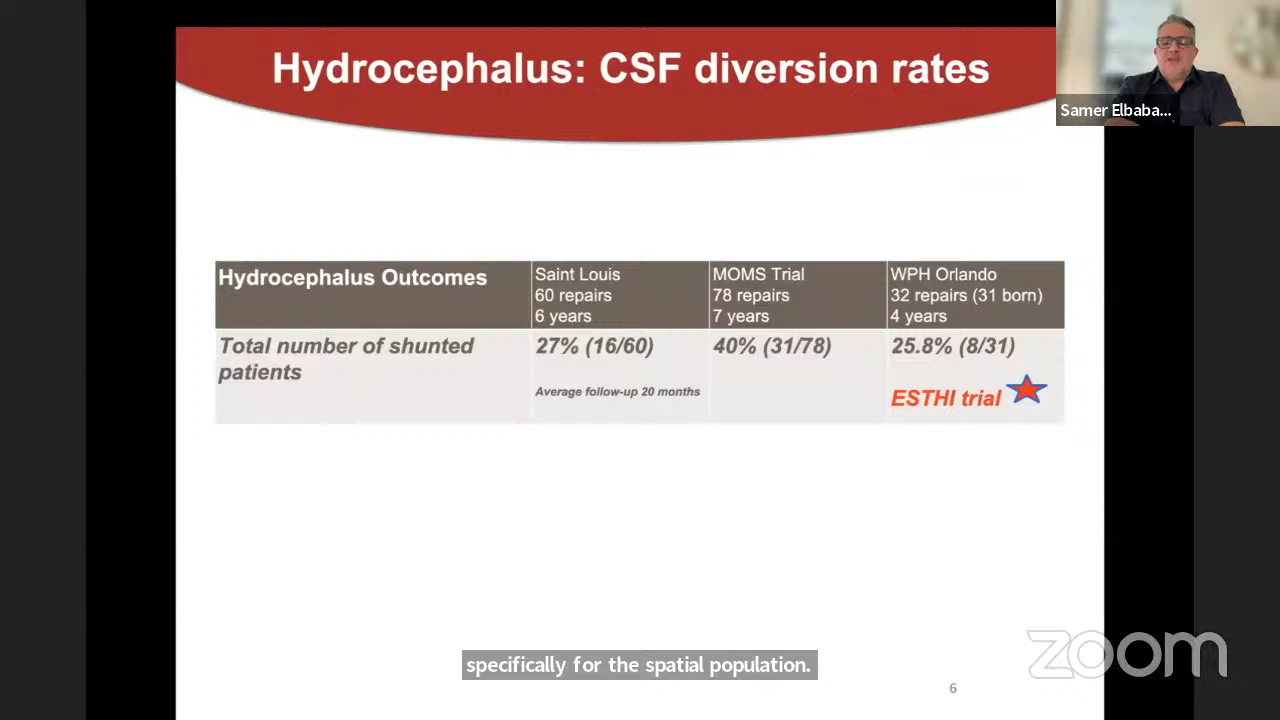 Hydrocephalus: CSF diversion rates
Samer Elbaba...
Hydrocephalus Outcomes
Saint Louis
60 repairs
6 years
MOMS Trial
78 repairs
7 years
WPH Orlando
32 repairs (31 born)
4 years
Total number of shunted
patients
27% (16/60)
Average follow-up 20 months
40% (31/78)
25.8% (8/31)
ESTHI trial
specifically for the spatial population.
zoom
6